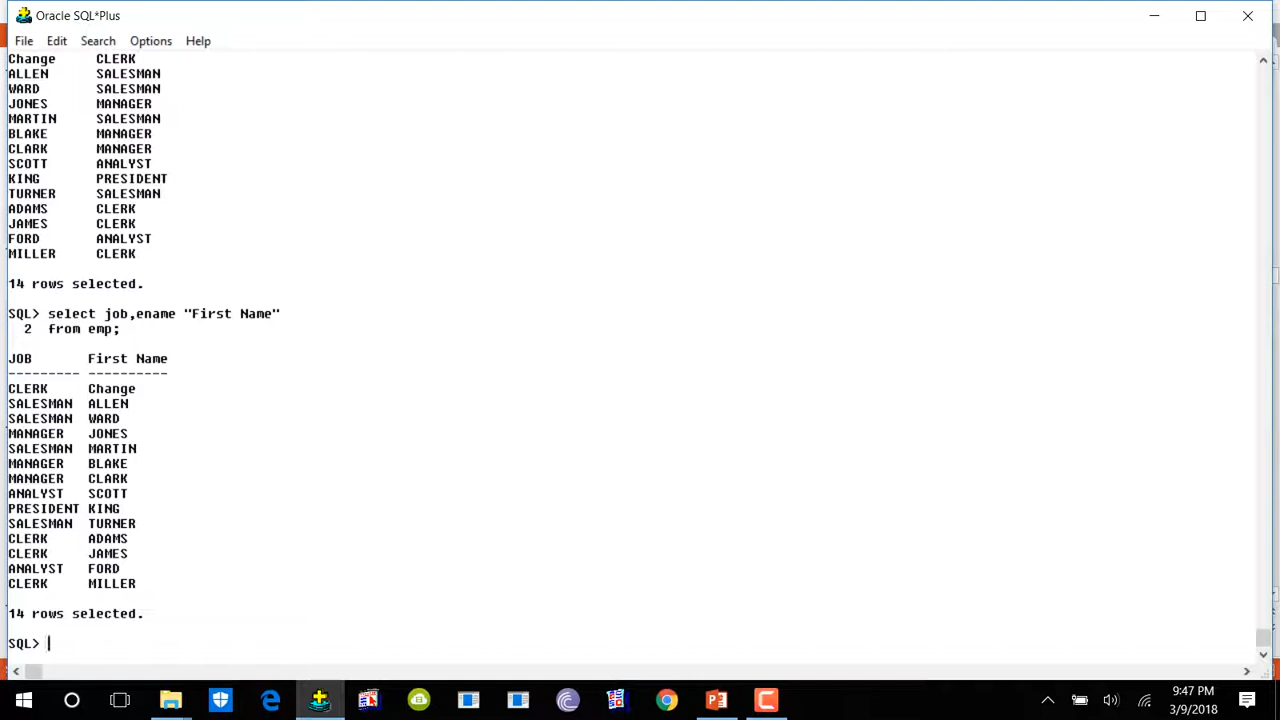 Oracle SQL*Plus
File Edit Search Options Help
Change     CLERK
ALLEN      SALESMAN
WARD       SALESMAN
JONES      MANAGER
MARTIN     SALESMAN
BLAKE      MANAGER
CLARK      MANAGER
SCOTT      ANALYST
KING       PRESIDENT
TURNER     SALESMAN
ADAMS      CLERK
JAMES      CLERK
FORD       ANALYST
MILLER     CLERK
14 rows selected.
SQL> select job,ename "First Name"
  2  from emp;
JOB       First Name
--------- ----------
CLERK     Change
SALESMAN  ALLEN
SALESMAN  WARD
MANAGER   JONES
SALESMAN  MARTIN
MANAGER   BLAKE
MANAGER   CLARK
ANALYST   SCOTT
PRESIDENT KING
SALESMAN  TURNER
CLERK     ADAMS
CLERK     JAMES
ANALYST   FORD
CLERK     MILLER
14 rows selected.
SQL>
9:47 PM
3/9/2018